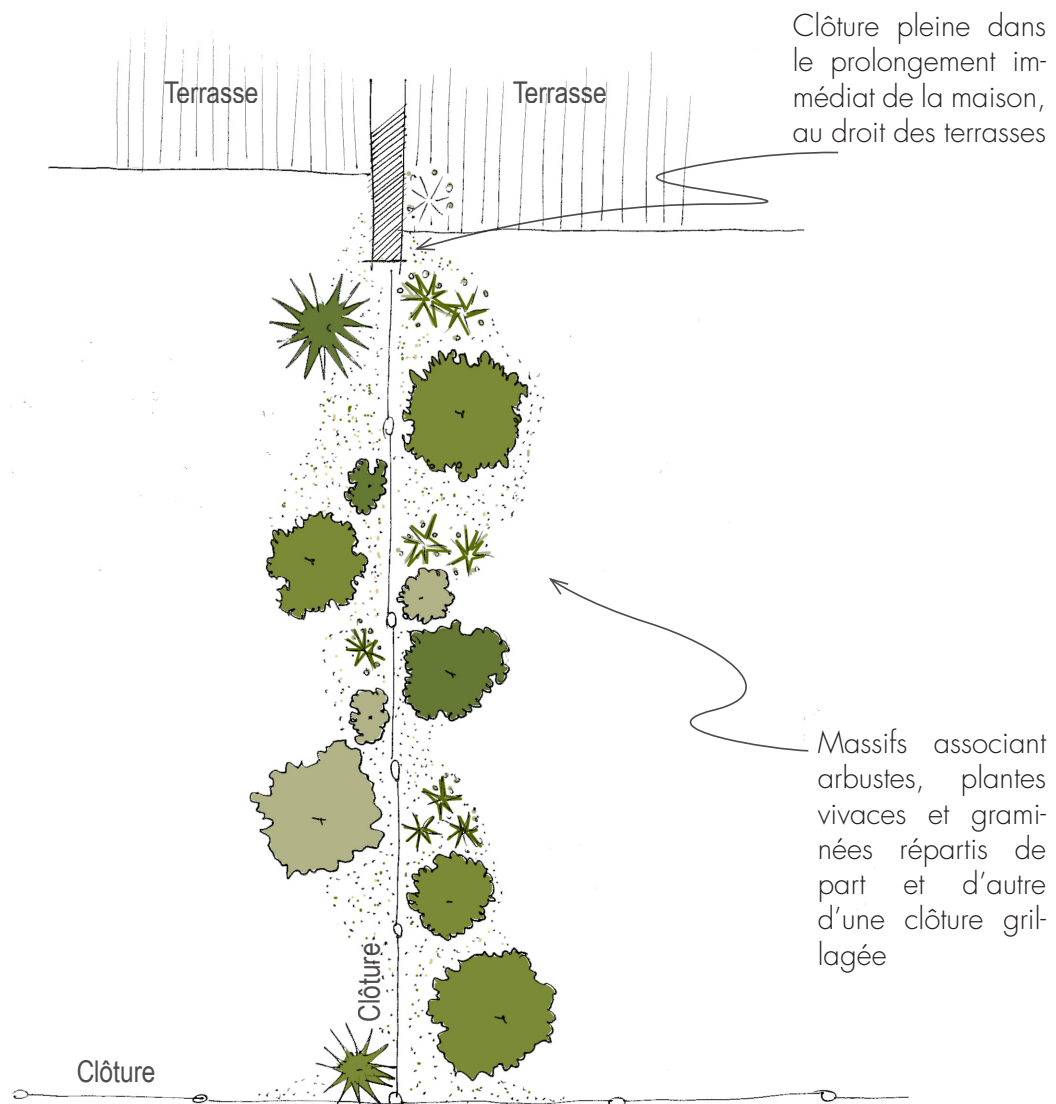 Clôture pleine dans
le prolongement im-
médiat de la maison,
au droit des terrasses
Terrasse
Terrasse
Massifs associant
arbustes, plantes
vivaces et grami-
nées répartis de
part et d'autre
d'une clôture gril-
lagée
Clôture
Clôture